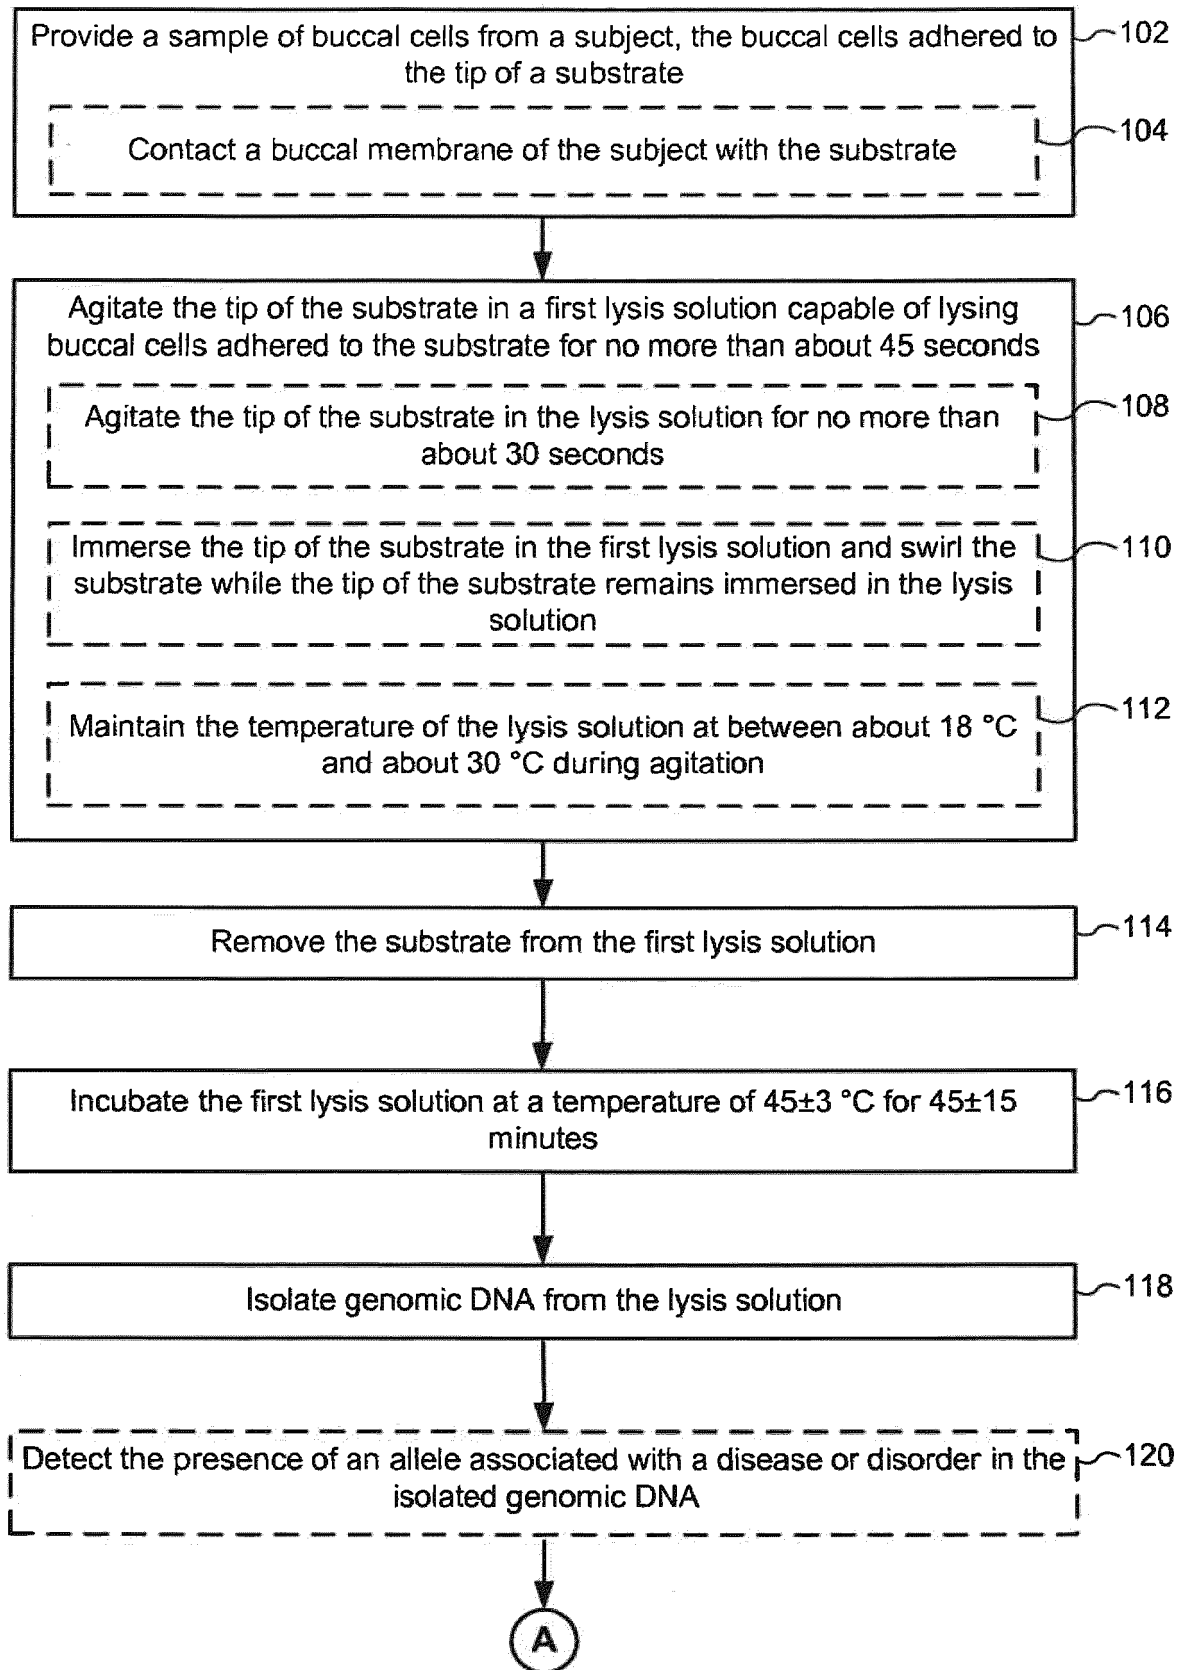 Provide a sample of buccal cells from a subject, the buccal cells adhered to
the tip of a substrate
102
Contact a buccal membrane of the subject with the substrate
104
Agitate the tip of the substrate in a first lysis solution capable of lysing
buccal cells adhered to the substrate for no more than about 45 seconds
106
Agitate the tip of the substrate in the lysis solution for no more than
about 30 seconds
108
Immerse the tip of the substrate in the first lysis solution and swirl the
substrate while the tip of the substrate remains immersed in the lysis
solution
110
Maintain the temperature of the lysis solution at between about 18 °C
and about 30 °C during agitation
112
Remove the substrate from the first lysis solution
114
Incubate the first lysis solution at a temperature of 45±3 °C for 45±15
minutes
116
Isolate genomic DNA from the lysis solution
118
Detect the presence of an allele associated with a disease or disorder in the
isolated genomic DNA
120
A